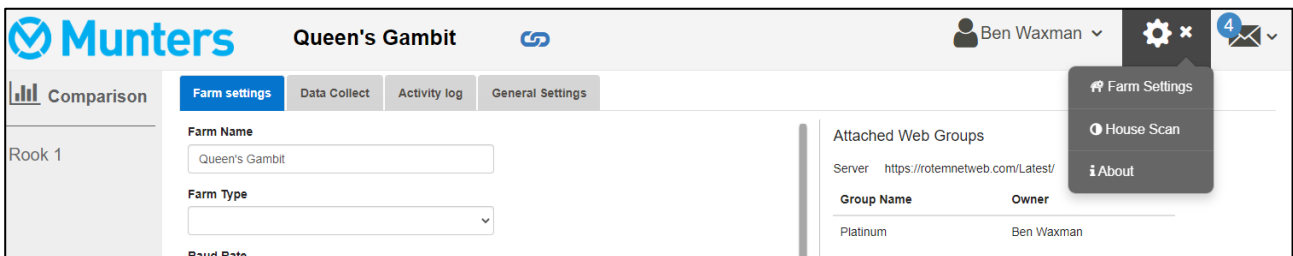 Munters
Queen's Gambit
Ben Waxman
4
Comparison
Rook 1
Farm settings
Data Collect
Activity log
General Settings
Farm Name
Queen's Gambit
Farm Type
Baud Rate
Attached Web Groups
Server https://rotemnetweb.com/Latest/
Group Name Owner
Platinum Ben Waxman
Farm Settings
House Scan
About